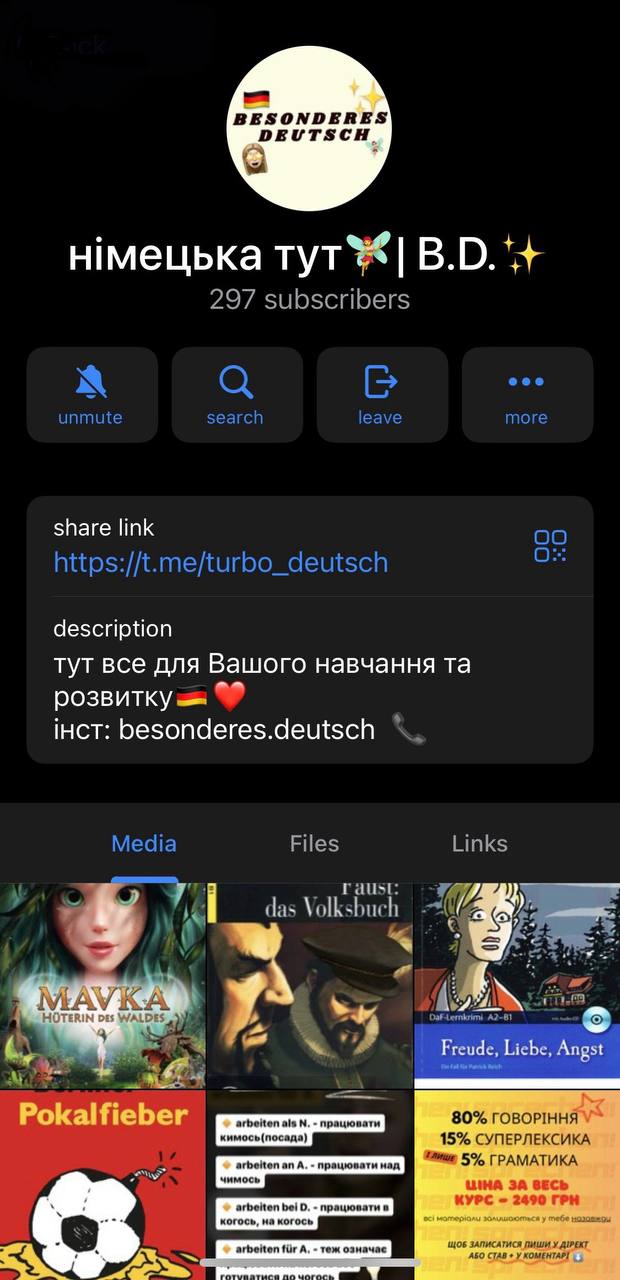 BESONDERES
DEUTSCH
німецька тут🧚| B.D.✨
297 subscribers
unmute
search
leave
more
share link
https://t.me/turbo_deutsch
description
тут все для Вашого навчання та
розвитку🇩🇪❤️
інст: besonderes.deutsch 📞
Media
Files
Links
MAVKA
HÜTERIN DES WALDES
B1
Faust:
das Volksbuch
DaF-Lernkrimi A2–B1
mit Audio-CD
Freude, Liebe, Angst
Ein Fall für Patrick Reich
Pokalfieber
🔸 arbeiten als N. - працювати
кимось(посада)
🔸 arbeiten an A. - працювати над
чимось
🔸 arbeiten bei D. - працювати в
когось, на когось
🔸 arbeiten für A. - теж означає
готуватися до чогось
80% ГОВОРІННЯ
15% СУПЕРЛЕКСИКА
І ЛИШЕ 5% ГРАМАТИКА
ЦІНА ЗА ВЕСЬ
КУРС – 2490 ГРН
всі матеріали залишаються у тебе назавжди
ЩОБ ЗАПИСАТИСЯ ПИШИ У ДІРЕКТ
АБО СТАВ + У КОМЕНТАРІ ⬇️